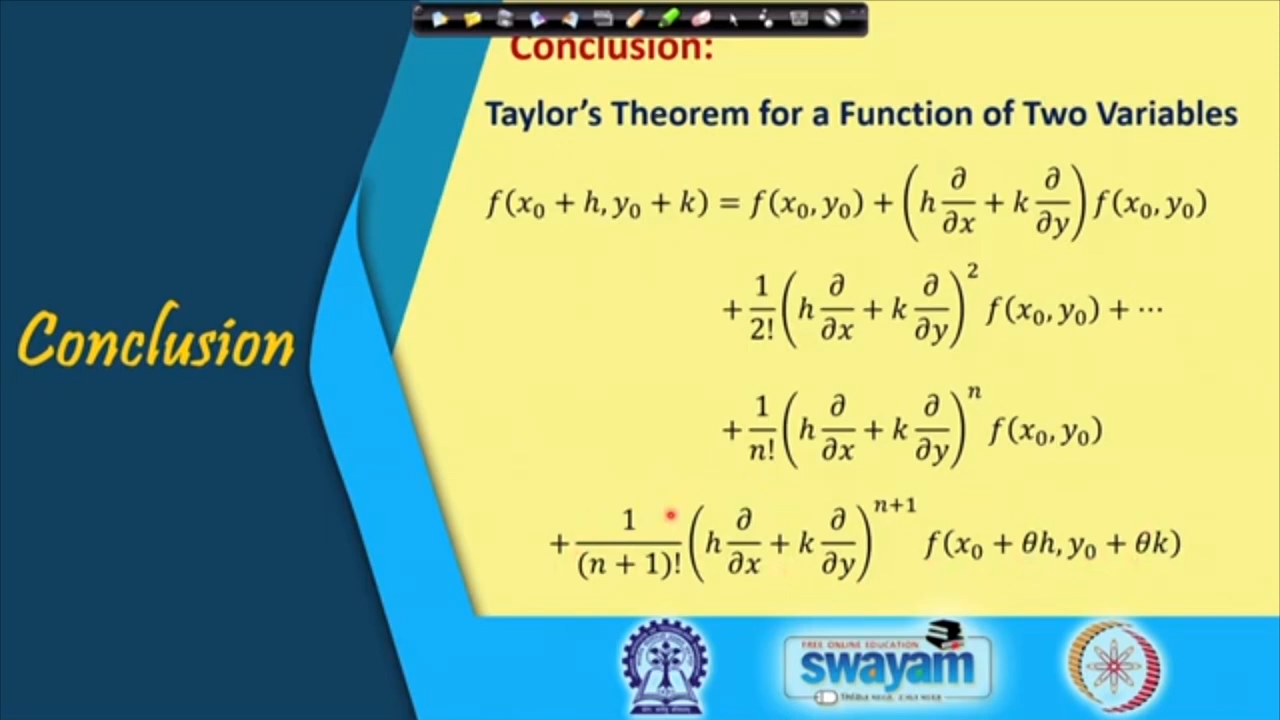 Conclusion:
Taylor's Theorem for a Function of Two Variables
f(x₀ + h, y₀ + k) = f(x₀, y₀) + (h ∂/∂x + k ∂/∂y) f(x₀, y₀)
+ 1/2! (h ∂/∂x + k ∂/∂y)² f(x₀, y₀) + ⋯
+ 1/n! (h ∂/∂x + k ∂/∂y)ⁿ f(x₀, y₀)
+ 1/(n + 1)! (h ∂/∂x + k ∂/∂y)ⁿ⁺¹ f(x₀ + θh, y₀ + θk)
Conclusion
FREE ONLINE EDUCATION
swayam